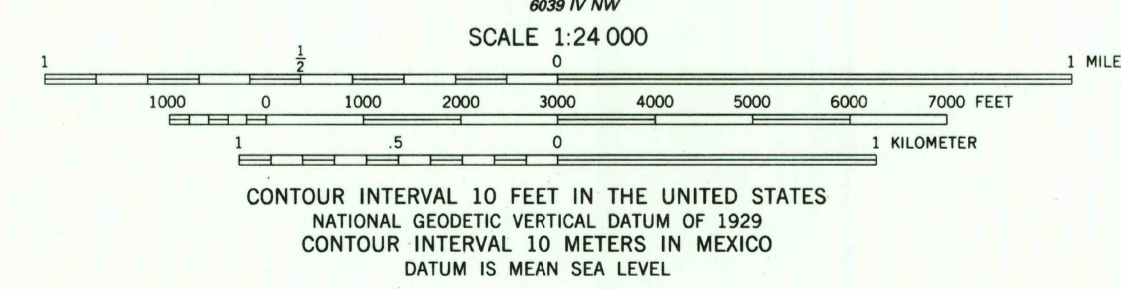 6039 IV NW
SCALE 1:24 000
1 1/2 0 1 MILE
1000 0 1000 2000 3000 4000 5000 6000 7000 FEET
1 .5 0 1 KILOMETER
CONTOUR INTERVAL 10 FEET IN THE UNITED STATES
NATIONAL GEODETIC VERTICAL DATUM OF 1929
CONTOUR INTERVAL 10 METERS IN MEXICO
DATUM IS MEAN SEA LEVEL